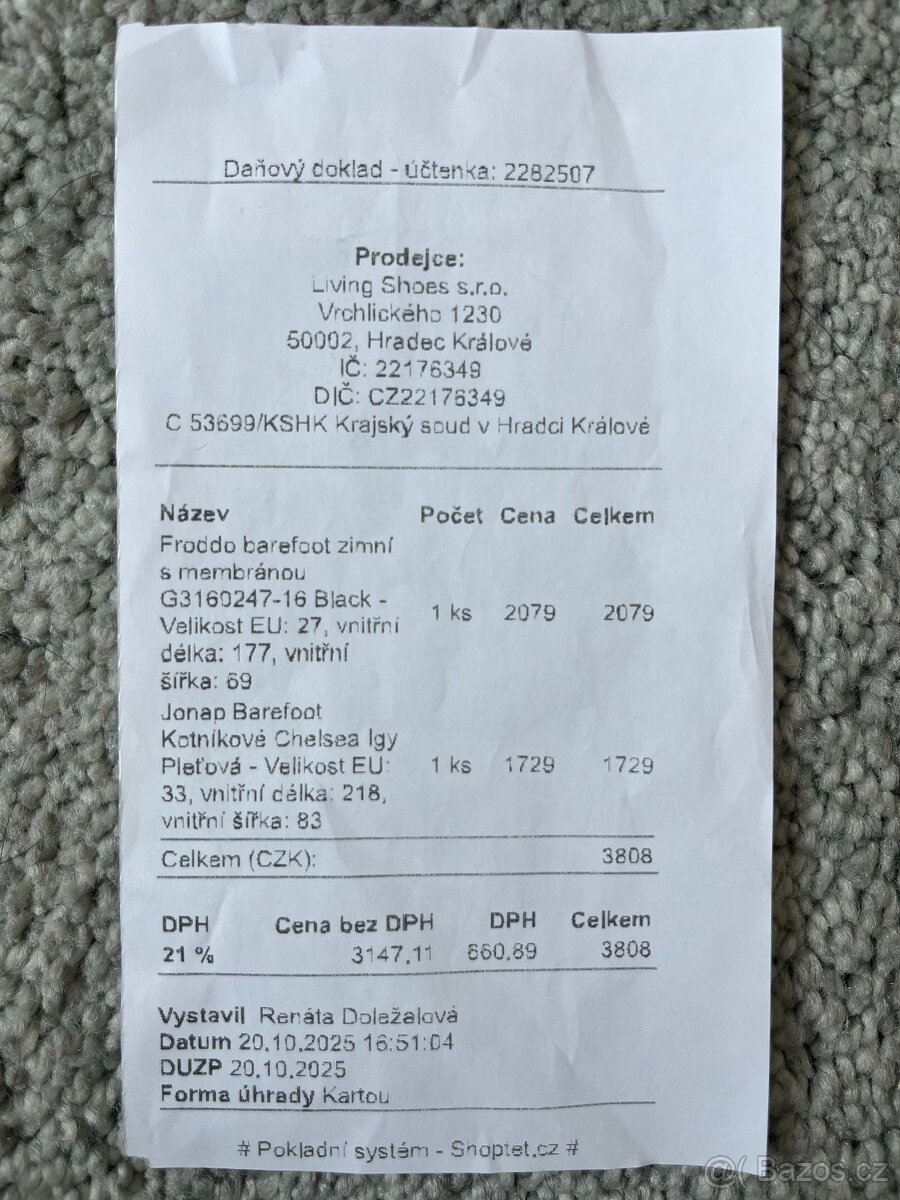 Daňový doklad - účtenka: 2282507
Prodejce:
Living Shoes s.r.o.
Vrchlického 1230
50002, Hradec Králové
IČ: 22176349
DIČ: CZ22176349
C 53699/KSHK Krajský soud v Hradci Králové
Název Počet Cena Celkem
Froddo barefoot zimní
s membránou
G3160247-16 Black -
Velikost EU: 27, vnitřní 1 ks 2079 2079
délka: 177, vnitřní
šířka: 69
Jonap Barefoot
Kotníkové Chelsea Igy
Pleťová - Velikost EU: 1 ks 1729 1729
33, vnitřní délka: 218,
vnitřní šířka: 83
Celkem (CZK): 3808
DPH Cena bez DPH DPH Celkem
21 % 3147,11 660,89 3808
Vystavil Renáta Doležalová
Datum 20.10.2025 16:51:04
DUZP 20.10.2025
Forma úhrady Kartou
# Pokladní systém - Shoptet.cz #
@( Bazos.cz